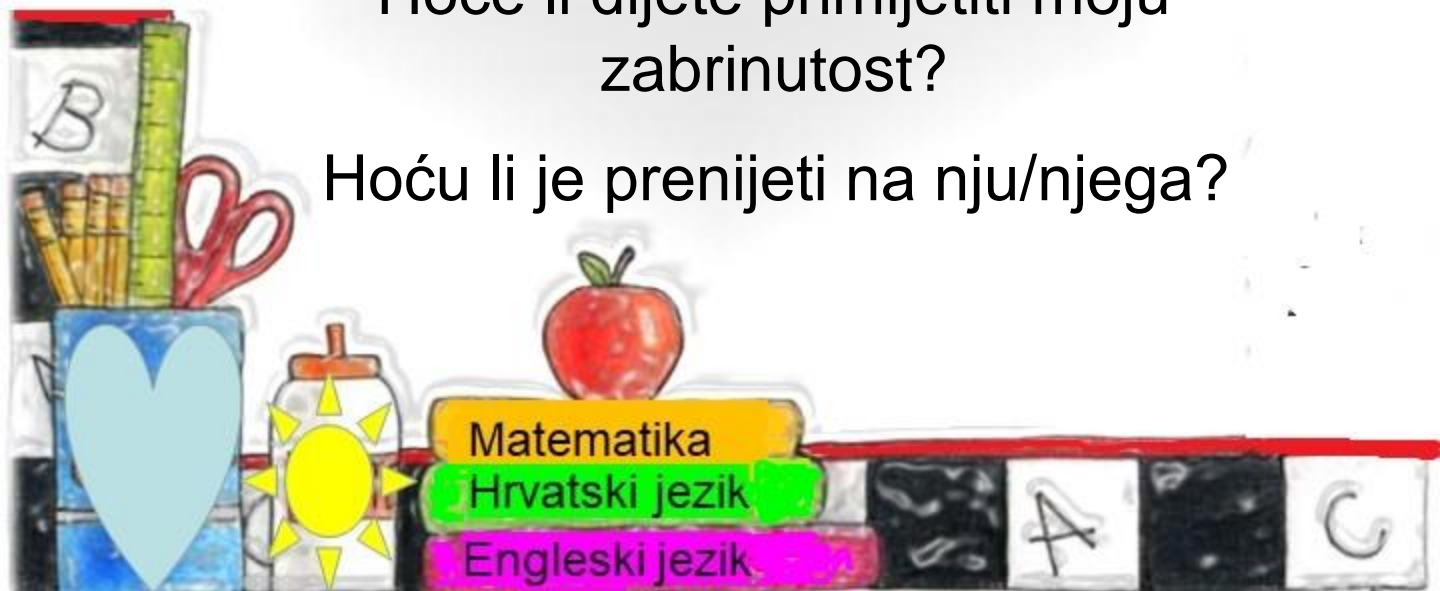 Hoće li dijete primijetiti moju
zabrinutost?
Hoću li je prenijeti na nju/njega?
B
Matematika
Hrvatski jezik
Engleski jezik
A
C